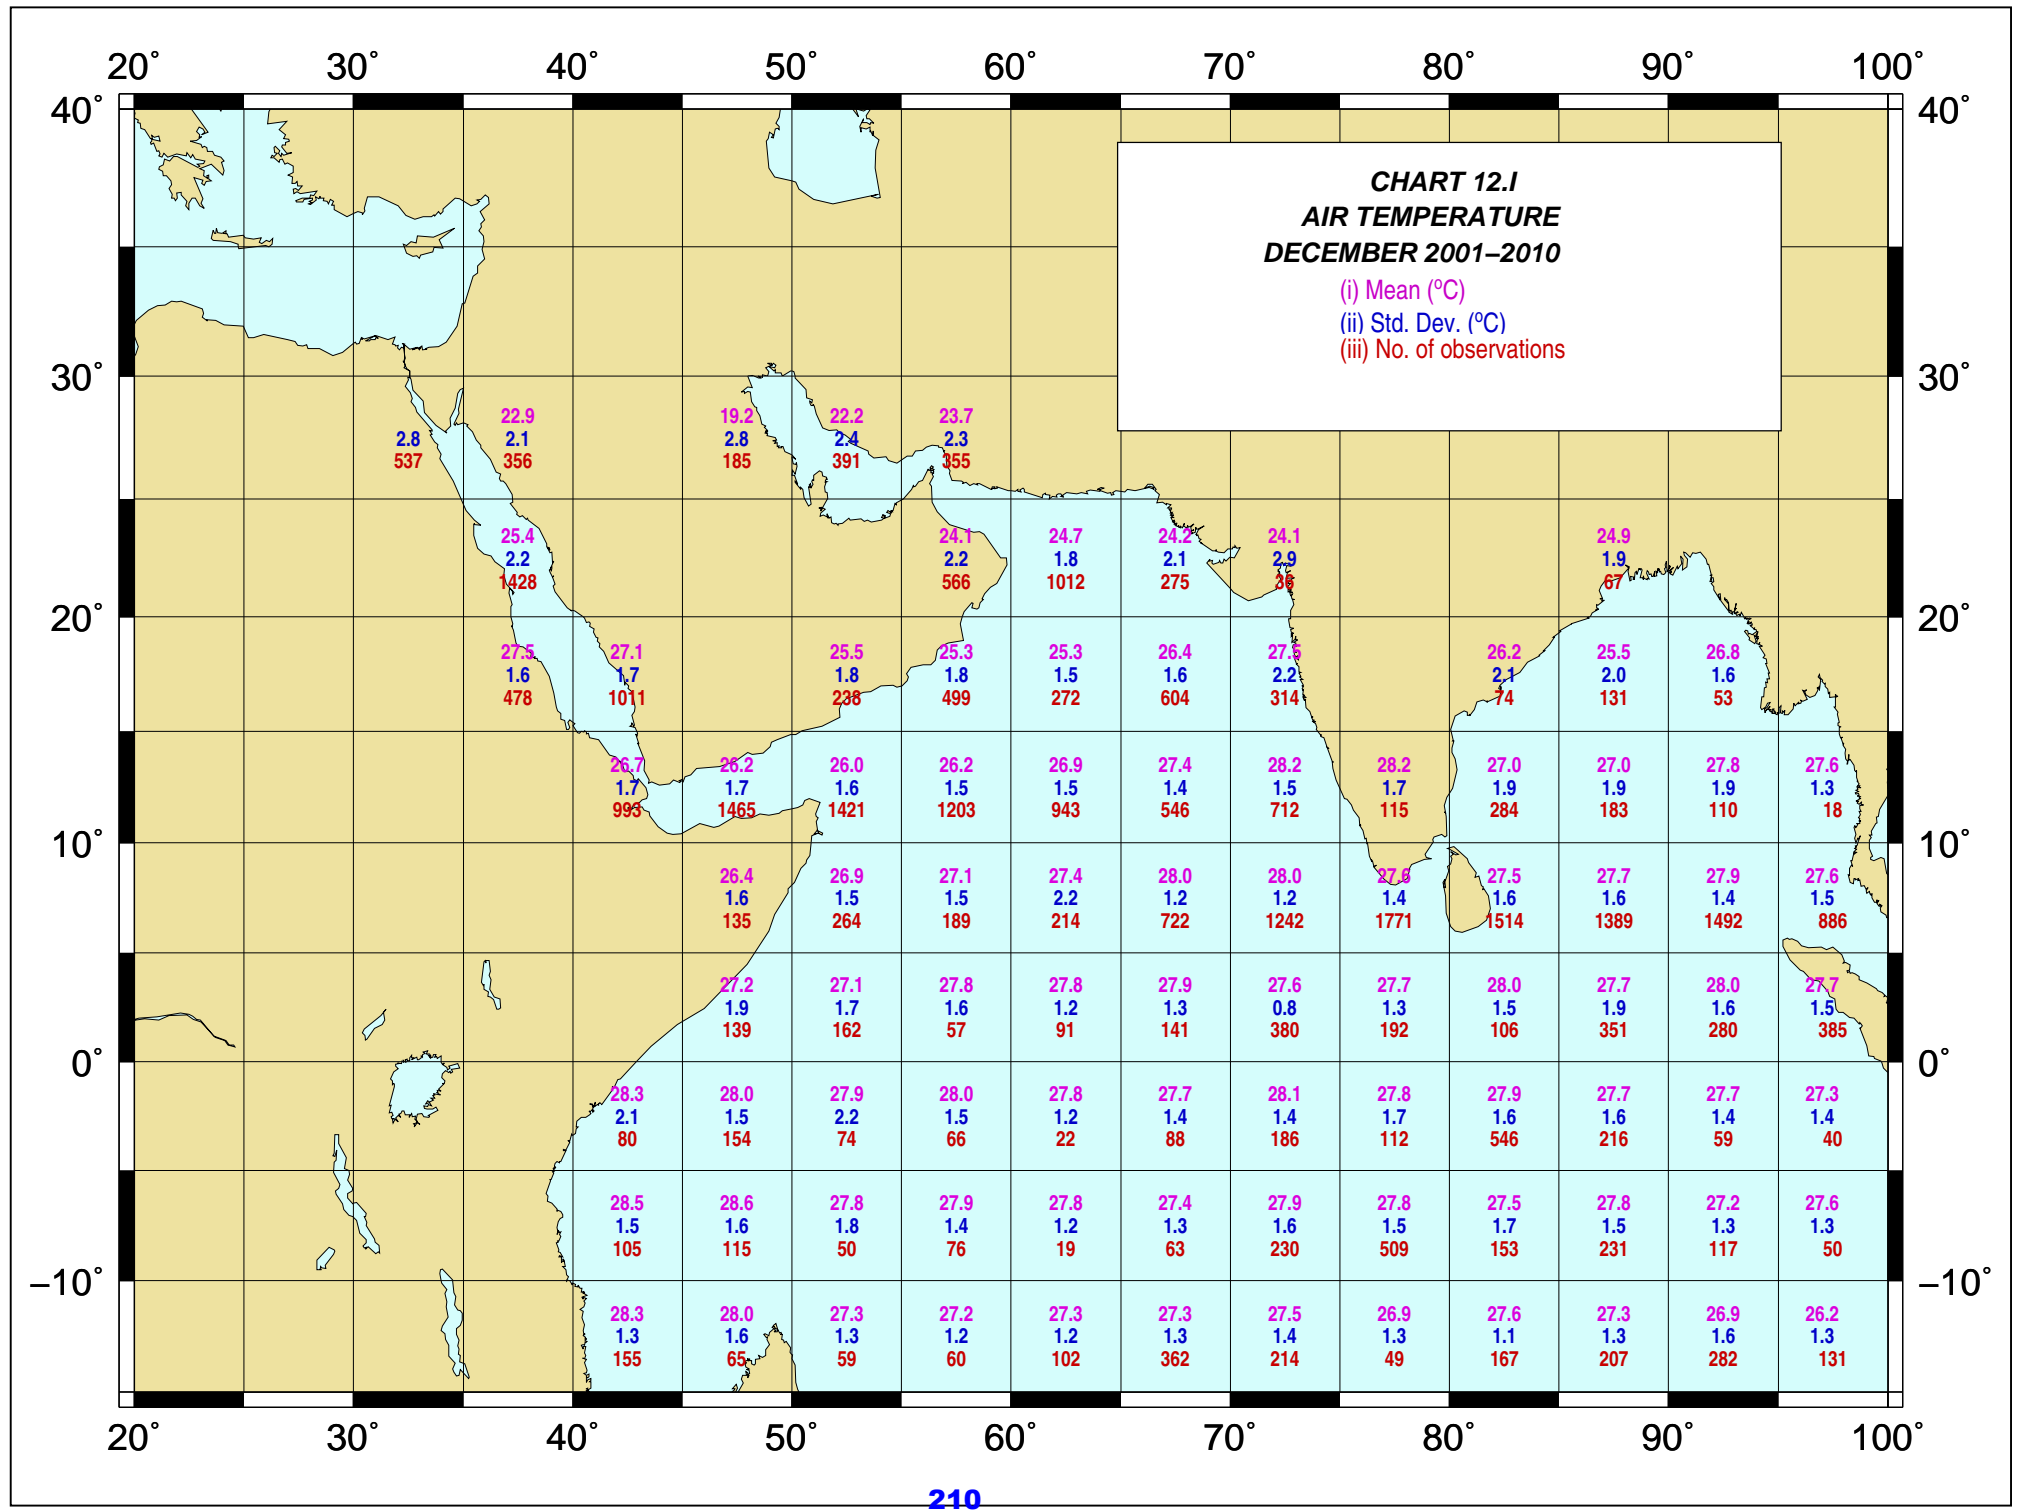 20° 30° 40° 50° 60° 70° 80° 90° 100°
40° 40°
CHART 12.I
AIR TEMPERATURE
DECEMBER 2001–2010
(i) Mean (ºC)
(ii) Std. Dev. (ºC)
(iii) No. of observations
30° 30°
22.9 19.2 22.2 23.7
2.8 2.1 2.8 2.4 2.3
537 356 185 391 355
25.4 24.1 24.7 24.2 24.1 24.9
2.2 2.2 1.8 2.1 2.9 1.9
1428 566 1012 275 36 67
20° 20°
27.5 27.1 25.5 25.3 25.3 26.4 27.5 26.2 25.5 26.8
1.6 1.7 1.8 1.8 1.5 1.6 2.2 2.1 2.0 1.6
478 1011 238 499 272 604 314 74 131 53
26.7 26.2 26.0 26.2 26.9 27.4 28.2 28.2 27.0 27.0 27.8 27.6
1.7 1.7 1.6 1.5 1.5 1.4 1.5 1.7 1.9 1.9 1.9 1.3
993 1465 1421 1203 943 546 712 115 284 183 110 18
10° 10°
26.4 26.9 27.1 27.4 28.0 28.0 27.6 27.5 27.7 27.9 27.6
1.6 1.5 1.5 2.2 1.2 1.2 1.4 1.6 1.6 1.4 1.5
135 264 189 214 722 1242 1771 1514 1389 1492 886
27.2 27.1 27.8 27.8 27.9 27.6 27.7 28.0 27.7 28.0 27.7
1.9 1.7 1.6 1.2 1.3 0.8 1.3 1.5 1.9 1.6 1.5
139 162 57 91 141 380 192 106 351 280 385
0° 0°
28.3 28.0 27.9 28.0 27.8 27.7 28.1 27.8 27.9 27.7 27.7 27.3
2.1 1.5 2.2 1.5 1.2 1.4 1.4 1.7 1.6 1.6 1.4 1.4
80 154 74 66 22 88 186 112 546 216 59 40
28.5 28.6 27.8 27.9 27.8 27.4 27.9 27.8 27.5 27.8 27.2 27.6
1.5 1.6 1.8 1.4 1.2 1.3 1.6 1.5 1.7 1.5 1.3 1.3
105 115 50 76 19 63 230 509 153 231 117 50
–10° –10°
28.3 28.0 27.3 27.2 27.3 27.3 27.5 26.9 27.6 27.3 26.9 26.2
1.3 1.6 1.3 1.2 1.2 1.3 1.4 1.3 1.1 1.3 1.6 1.3
155 65 59 60 102 362 214 49 167 207 282 131
20° 30° 40° 50° 60° 70° 80° 90° 100°
210